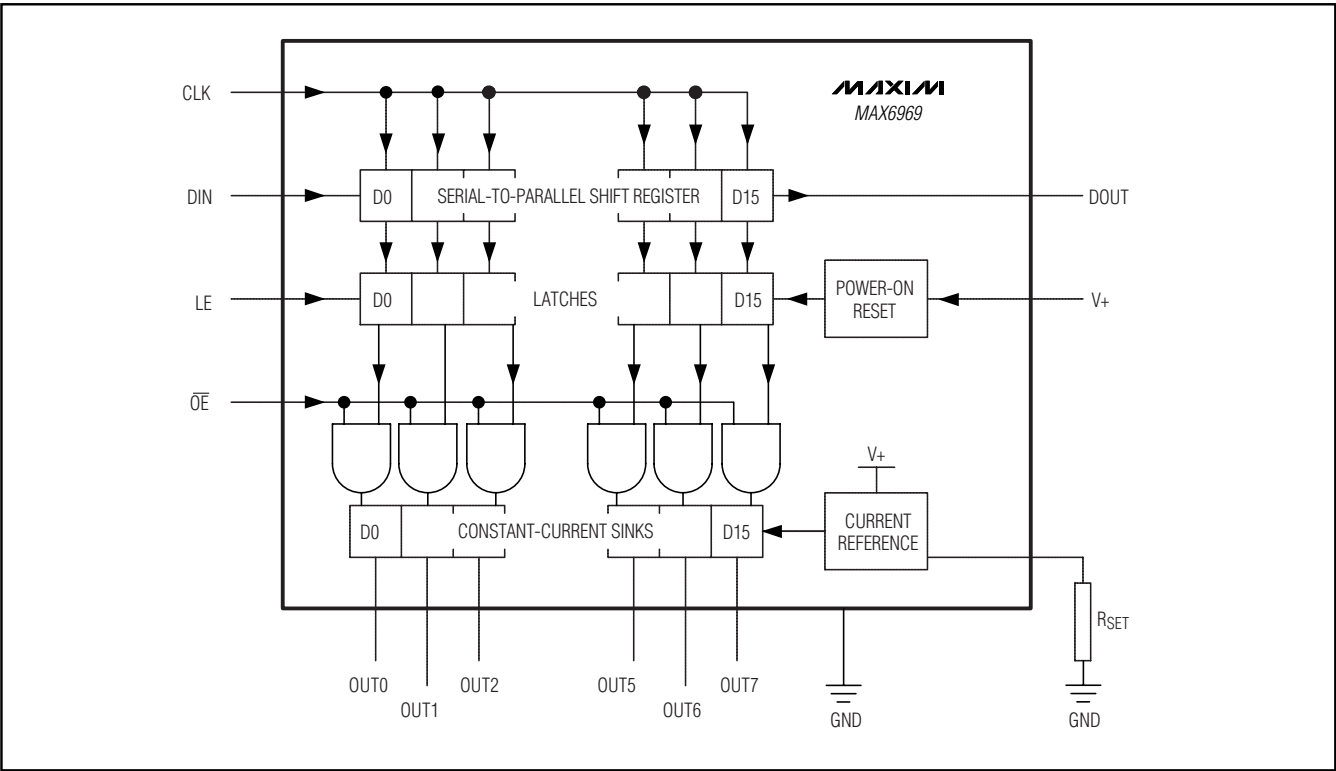 CLK
MAXIM
MAX6969
DIN
D0
SERIAL-TO-PARALLEL SHIFT REGISTER
D15
DOUT
LE
D0
LATCHES
D15
POWER-ON
RESET
V+
O̅E̅
V+
D0
CONSTANT-CURRENT SINKS
D15
CURRENT
REFERENCE
RSET
OUT0
OUT1
OUT2
OUT5
OUT6
OUT7
GND
GND